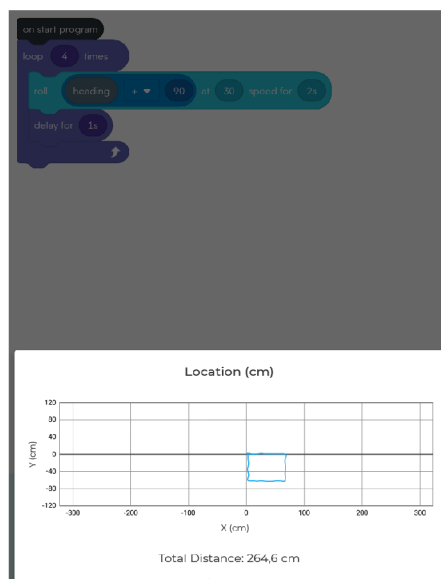 on start program
loop 4 times
roll heading + 90 at 30 speed for 2s
delay for 1s
Location (cm)
120
80
40
0
-40
-80
-120
Y (cm)
-300 -200 -100 0 100 200 300
X (cm)
Total Distance: 264,6 cm